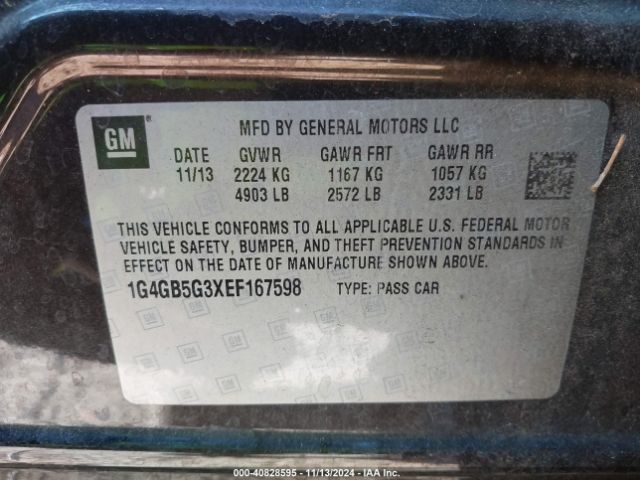 GM ®
MFD BY GENERAL MOTORS LLC
DATE GVWR GAWR FRT GAWR RR
11/13 2224 KG 1167 KG 1057 KG
4903 LB 2572 LB 2331 LB
THIS VEHICLE CONFORMS TO ALL APPLICABLE U.S. FEDERAL MOTOR
VEHICLE SAFETY, BUMPER, AND THEFT PREVENTION STANDARDS IN
EFFECT ON THE DATE OF MANUFACTURE SHOWN ABOVE.
1G4GB5G3XEF167598 TYPE: PASS CAR
000-40828595 - 11/13/2024 - IAA Inc.